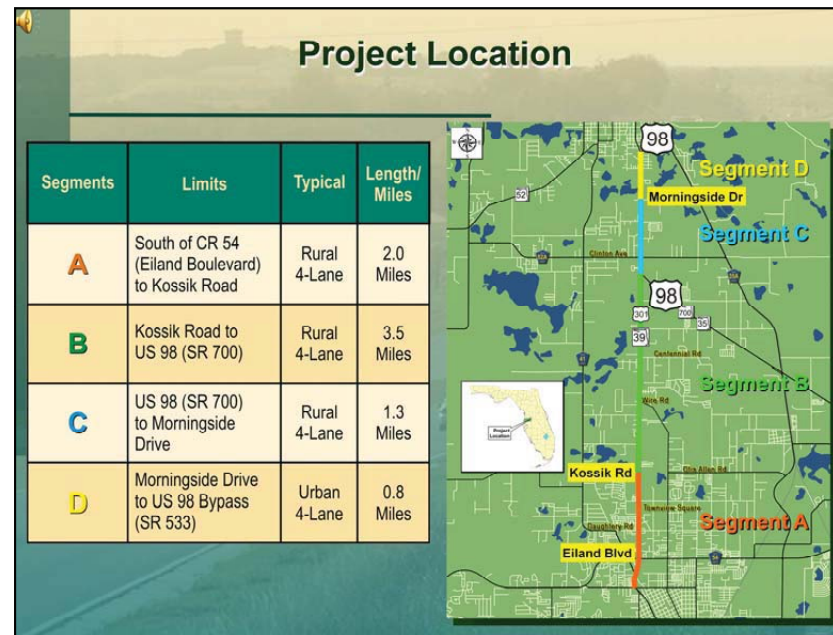 Project Location
Segments
Limits
Typical
Length/
Miles
A
South of CR 54
(Eiland Boulevard)
to Kossik Road
Rural
4-Lane
2.0
Miles
B
Kossik Road to
US 98 (SR 700)
Rural
4-Lane
3.5
Miles
C
US 98 (SR 700)
to Morningside
Drive
Rural
4-Lane
1.3
Miles
D
Morningside Drive
to US 98 Bypass
(SR 533)
Urban
4-Lane
0.8
Miles
98
Segment D
52
Morningside Dr
Segment C
Clinton Ave
98
301
700
35
39
Centennial Rd
Segment B
Wire Rd
Project
Location
Kossik Rd
Otis Allen Rd
Townview Square
Segment A
Daughtery Rd
Eiland Blvd